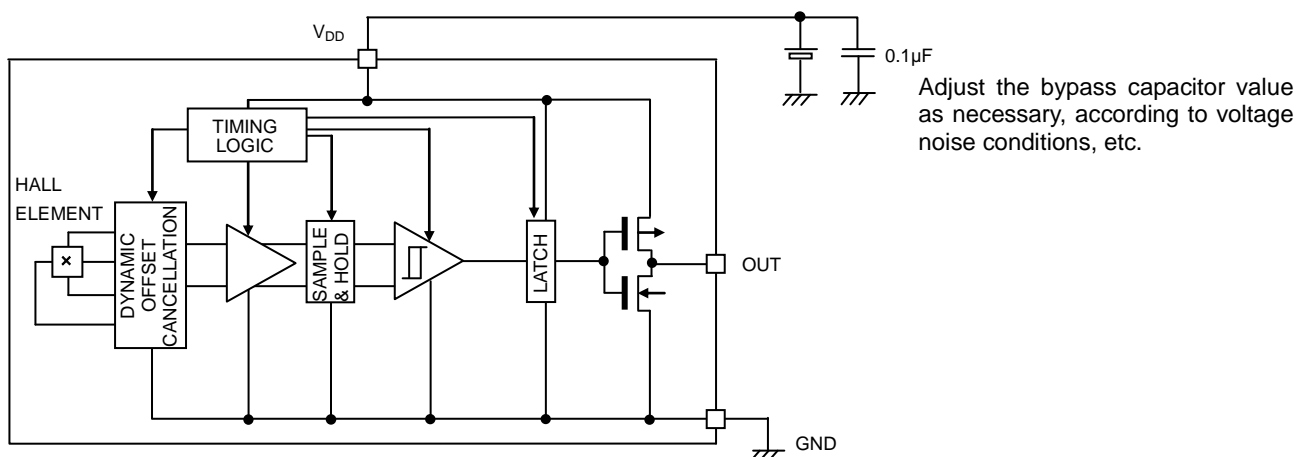 V_DD
0.1µF
Adjust the bypass capacitor value
as necessary, according to voltage
noise conditions, etc.
TIMING
LOGIC
HALL
ELEMENT
DYNAMIC
OFFSET
CANCELLATION
×
SAMPLE
& HOLD
LATCH
OUT
GND